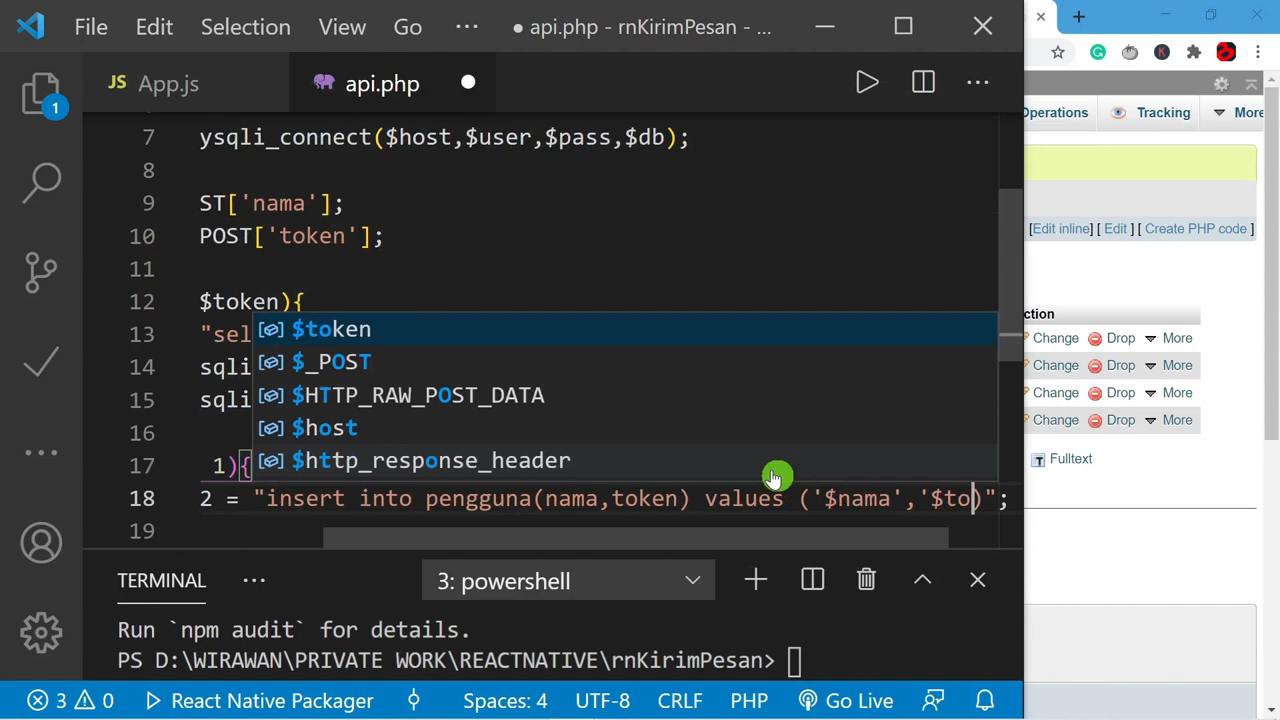 File Edit Selection View Go ··· ● api.php - rnKirimPesan - ...
JS App.js api.php
7 ysqli_connect($host,$user,$pass,$db);
8
9 ST['nama'];
10 POST['token'];
11
12 $token){
13 "sel
14 sqli
15 sqli
16
17 1){
18 2 = "insert into pengguna(nama,token) values ('$nama','$to)";
19
$token
$_POST
$HTTP_RAW_POST_DATA
$host
$http_response_header
1
TERMINAL ··· 3: powershell
Run `npm audit` for details.
PS D:\WIRAWAN\PRIVATE WORK\REACTNATIVE\rnKirimPesan>
3 0 React Native Packager Spaces: 4 UTF-8 CRLF PHP Go Live
Operations Tracking More
[Edit inline] [ Edit ] [ Create PHP code ]
ction
Change Drop More
Change Drop More
Change Drop More
Change Drop More
T Fulltext